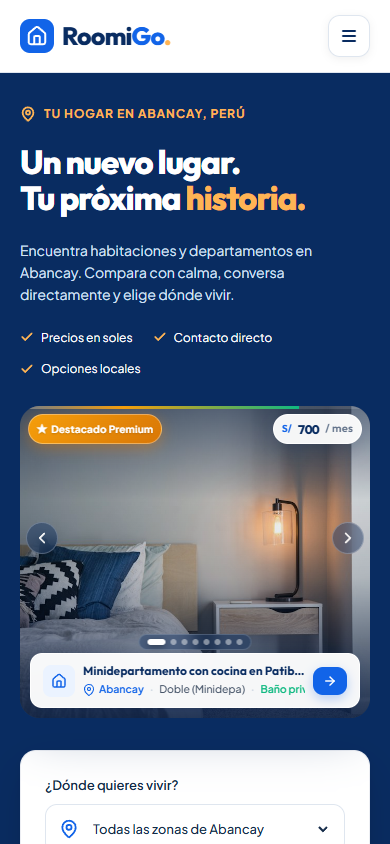 RoomiGo.
TU HOGAR EN ABANCAY, PERÚ
Un nuevo lugar.
Tu próxima historia.
Encuentra habitaciones y departamentos en
Abancay. Compara con calma, conversa
directamente y elige dónde vivir.
Precios en soles
Contacto directo
Opciones locales
Destacado Premium
S/ 700 / mes
Minidepartamento con cocina en Patib...
Abancay · Doble (Minidepa) · Baño priv
¿Dónde quieres vivir?
Todas las zonas de Abancay